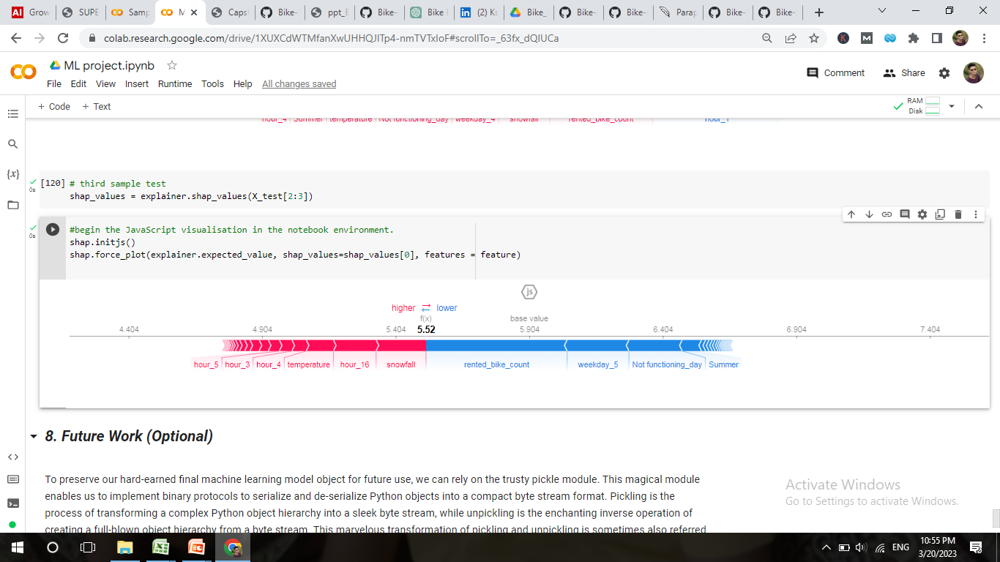 AI Grow
SUPE
Samp
M
Caps
Bike-
ppt_E
Bike-
Bike
in (2) Ks
Bike_
Bike-
Bike-
Parap
Bike-
Bike-
colab.research.google.com/drive/1XUXCdWTMfanXwUHHQJITp4-nmTVTxIoF#scrollTo=_63fx_dQIUCa
ML project.ipynb
File Edit View Insert Runtime Tools Help All changes saved
Comment Share
+ Code + Text
RAM
Disk
hour_4 Summer temperature Not functioning_day weekday_4 snowfall rented_bike_count hour_1
[120] # third sample test
0s
shap_values = explainer.shap_values(X_test[2:3])
#begin the JavaScript visualisation in the notebook environment.
0s
shap.initjs()
shap.force_plot(explainer.expected_value, shap_values=shap_values[0], features = feature)
js
higher ⇄ lower
f(x) base value
4.404 4.904 5.404 5.52 5.904 6.404 6.904 7.404
hour_5 hour_3 hour_4 temperature hour_16 snowfall rented_bike_count weekday_5 Not functioning_day Summer
8. Future Work (Optional)
To preserve our hard-earned final machine learning model object for future use, we can rely on the trusty pickle module. This magical module
enables us to implement binary protocols to serialize and de-serialize Python objects into a compact byte stream format. Pickling is the
process of transforming a complex Python object hierarchy into a sleek byte stream, while unpickling is the enchanting inverse operation of
creating a full-blown object hierarchy from a byte stream. This marvelous transformation of pickling and unpickling is sometimes also referred
Activate Windows
Go to Settings to activate Windows.
ENG
10:55 PM
3/20/2023